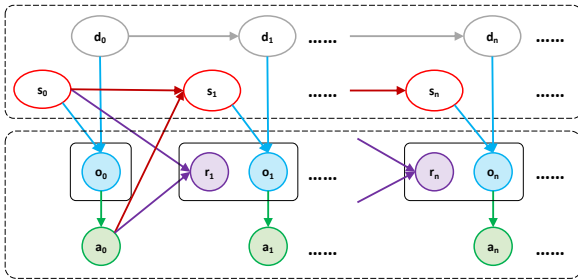 d0 d1 ...... dn ......
s0 s1 ...... sn ......
o0 r1 o1 ...... rn on ......
a0 a1 ...... an ......